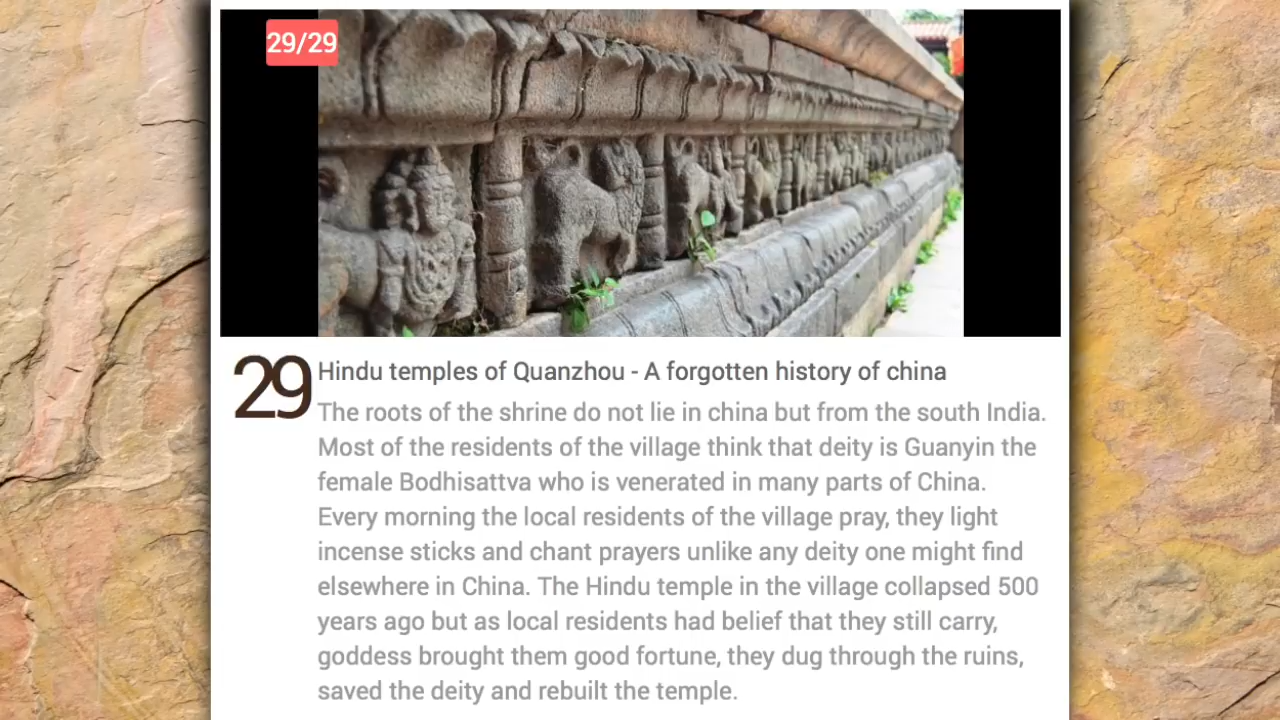 29/29
29
Hindu temples of Quanzhou - A forgotten history of china
The roots of the shrine do not lie in china but from the south India.
Most of the residents of the village think that deity is Guanyin the
female Bodhisattva who is venerated in many parts of China.
Every morning the local residents of the village pray, they light
incense sticks and chant prayers unlike any deity one might find
elsewhere in China. The Hindu temple in the village collapsed 500
years ago but as local residents had belief that they still carry,
goddess brought them good fortune, they dug through the ruins,
saved the deity and rebuilt the temple.